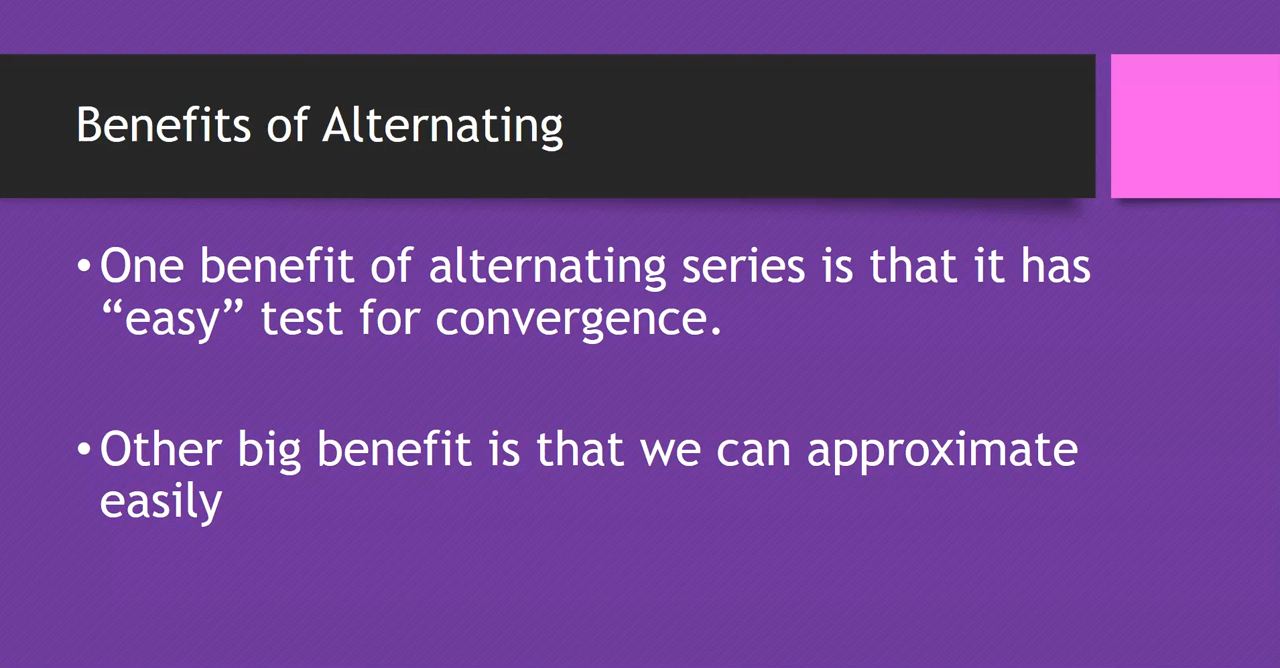 Benefits of Alternating
• One benefit of alternating series is that it has
“easy” test for convergence.
• Other big benefit is that we can approximate
easily